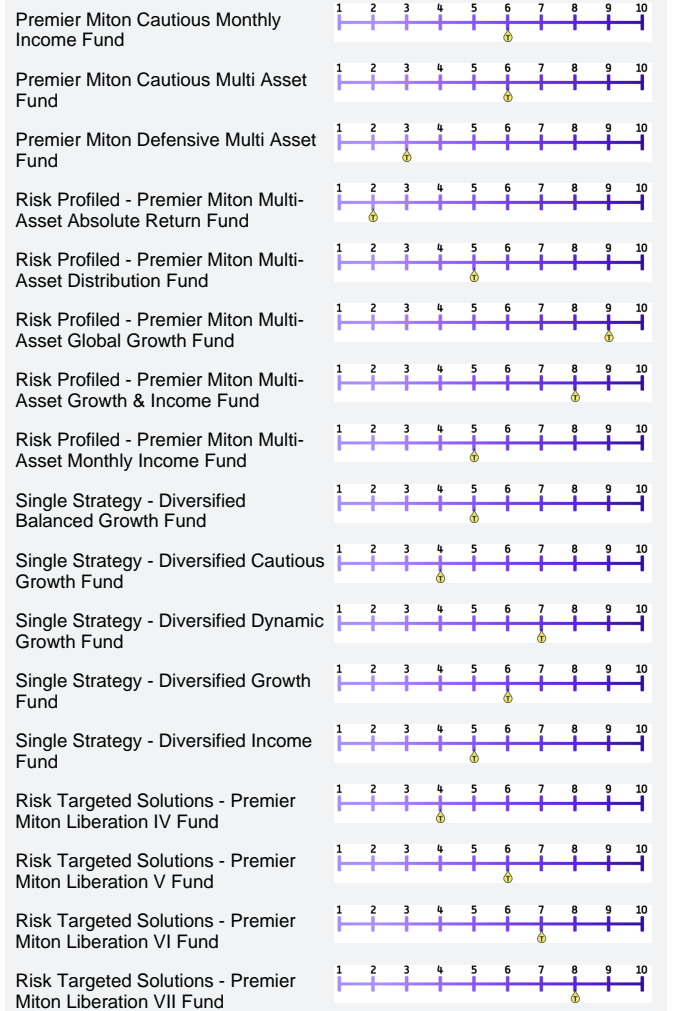 Premier Miton Cautious Monthly
Income Fund
1 2 3 4 5 6 7 8 9 10
T
Premier Miton Cautious Multi Asset
Fund
1 2 3 4 5 6 7 8 9 10
T
Premier Miton Defensive Multi Asset
Fund
1 2 3 4 5 6 7 8 9 10
T
Risk Profiled - Premier Miton Multi-
Asset Absolute Return Fund
1 2 3 4 5 6 7 8 9 10
T
Risk Profiled - Premier Miton Multi-
Asset Distribution Fund
1 2 3 4 5 6 7 8 9 10
T
Risk Profiled - Premier Miton Multi-
Asset Global Growth Fund
1 2 3 4 5 6 7 8 9 10
T
Risk Profiled - Premier Miton Multi-
Asset Growth & Income Fund
1 2 3 4 5 6 7 8 9 10
T
Risk Profiled - Premier Miton Multi-
Asset Monthly Income Fund
1 2 3 4 5 6 7 8 9 10
T
Single Strategy - Diversified
Balanced Growth Fund
1 2 3 4 5 6 7 8 9 10
T
Single Strategy - Diversified Cautious
Growth Fund
1 2 3 4 5 6 7 8 9 10
T
Single Strategy - Diversified Dynamic
Growth Fund
1 2 3 4 5 6 7 8 9 10
T
Single Strategy - Diversified Growth
Fund
1 2 3 4 5 6 7 8 9 10
T
Single Strategy - Diversified Income
Fund
1 2 3 4 5 6 7 8 9 10
T
Risk Targeted Solutions - Premier
Miton Liberation IV Fund
1 2 3 4 5 6 7 8 9 10
T
Risk Targeted Solutions - Premier
Miton Liberation V Fund
1 2 3 4 5 6 7 8 9 10
T
Risk Targeted Solutions - Premier
Miton Liberation VI Fund
1 2 3 4 5 6 7 8 9 10
T
Risk Targeted Solutions - Premier
Miton Liberation VII Fund
1 2 3 4 5 6 7 8 9 10
T